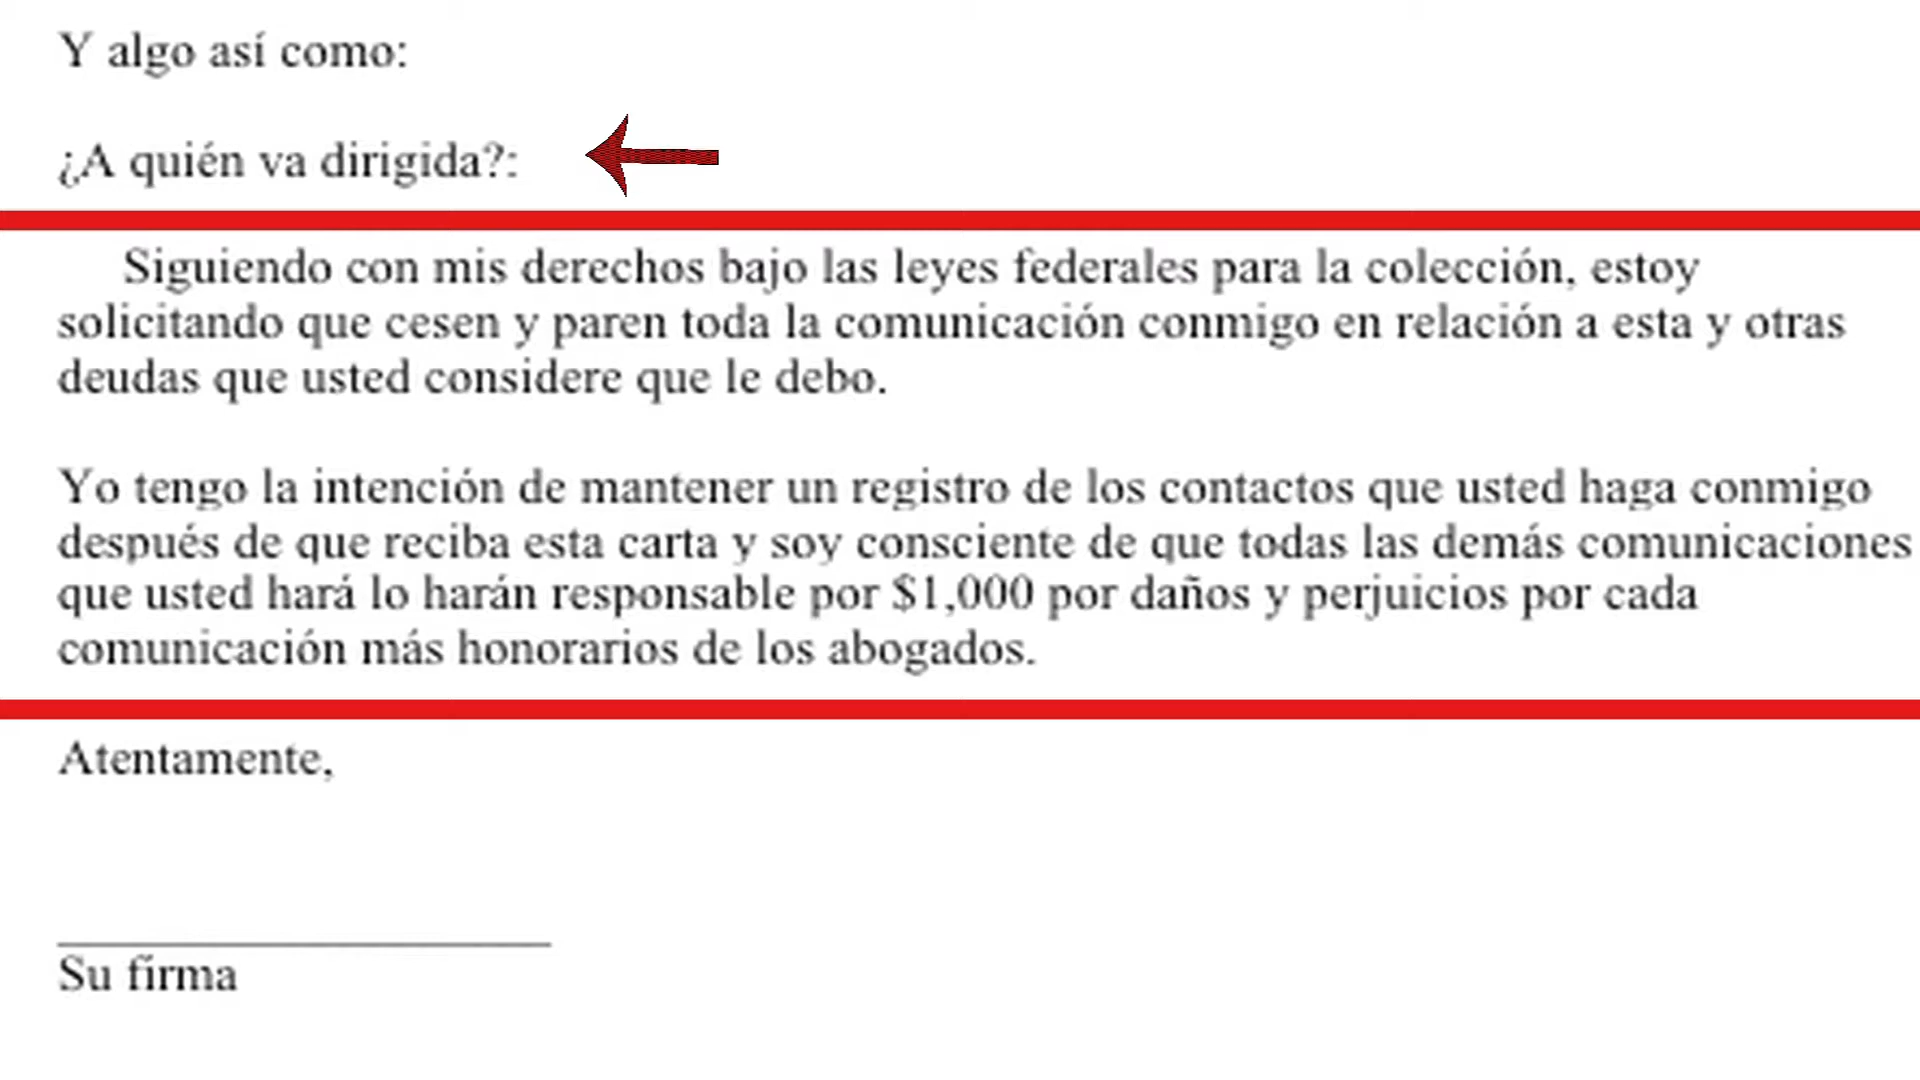 Y algo así como:
¿A quién va dirigida?:
Siguiendo con mis derechos bajo las leyes federales para la colección, estoy
solicitando que cesen y paren toda la comunicación conmigo en relación a esta y otras
deudas que usted considere que le debo.
Yo tengo la intención de mantener un registro de los contactos que usted haga conmigo
después de que reciba esta carta y soy consciente de que todas las demás comunicaciones
que usted hará lo harán responsable por $1,000 por daños y perjuicios por cada
comunicación más honorarios de los abogados.
Atentamente,
Su firma